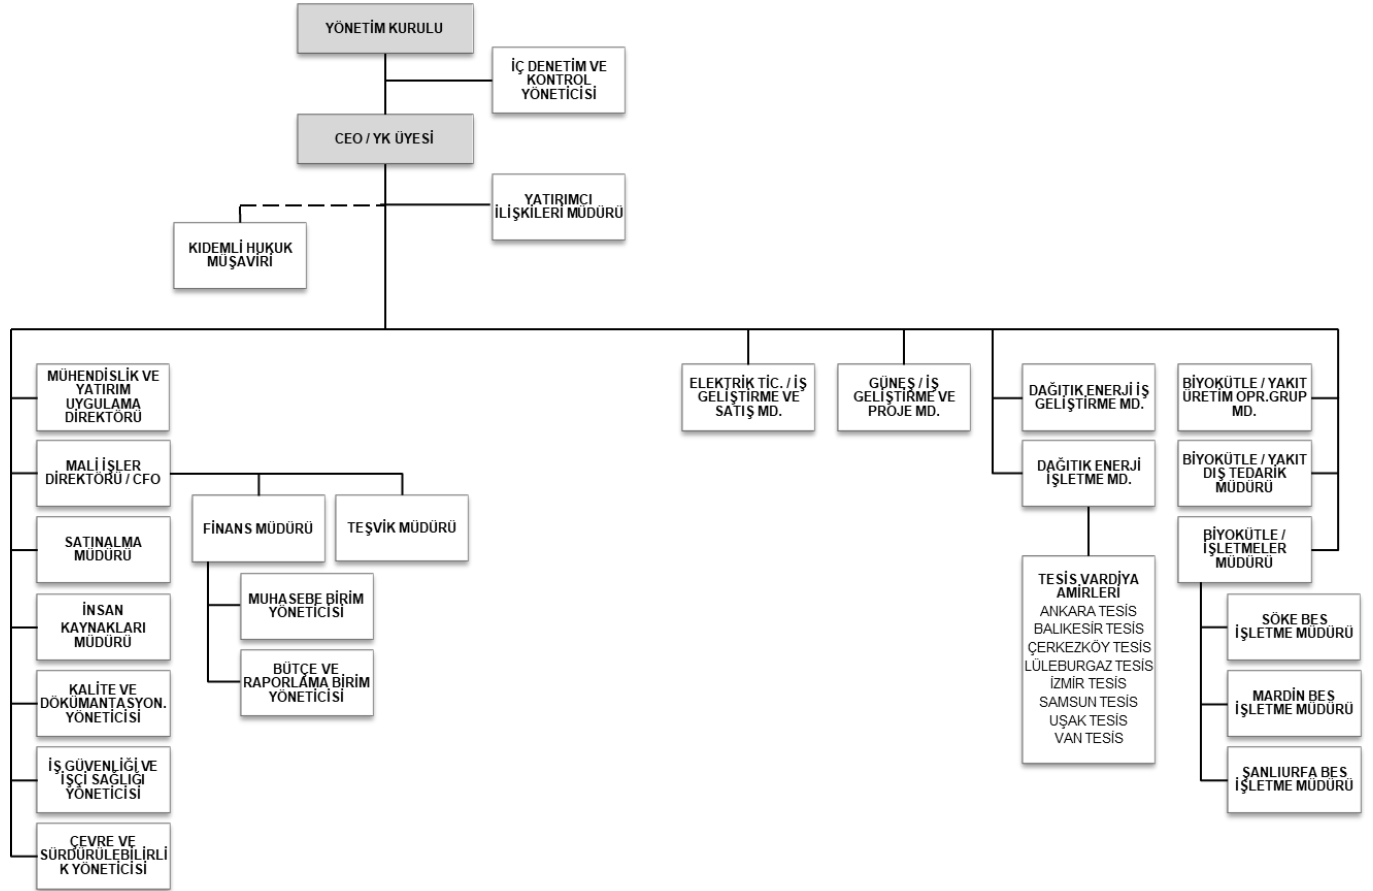 YÖNETİM KURULU
İÇ DENETİM VE
KONTROL
YÖNETİCİSİ
CEO / YK ÜYESİ
YATIRIMCI
İLİŞKİLERİ MÜDÜRÜ
KIDEMLİ HUKUK
MÜŞAVİRİ
MÜHENDİSLİK VE
YATIRIM
UYGULAMA
DİREKTÖRÜ
MALİ İŞLER
DİREKTÖRÜ / CFO
FİNANS MÜDÜRÜ
TEŞVİK MÜDÜRÜ
MUHASEBE BİRİM
YÖNETİCİSİ
BÜTÇE VE
RAPORLAMA BİRİM
YÖNETİCİSİ
SATINALMA
MÜDÜRÜ
İNSAN
KAYNAKLARI
MÜDÜRÜ
KALİTE VE
DÖKÜMANTASYON.
YÖNETİCİSİ
İŞ GÜVENLİĞİ VE
İŞÇİ SAĞLIĞI
YÖNETİCİSİ
ÇEVRE VE
SÜRDÜRÜLEBİLİRLİ
K YÖNETİCİSİ
ELEKTRİK TİC. / İŞ
GELİŞTİRME VE
SATIŞ MD.
GÜNEŞ / İŞ
GELİŞTİRME VE
PROJE MD.
DAĞITIK ENERJİ İŞ
GELİŞTİRME MD.
DAĞITIK ENERJİ
İŞLETME MD.
TESİS VARDİYA
AMİRLERİ
ANKARA TESİS
BALIKESİR TESİS
ÇERKEZKÖY TESİS
LÜLEBURGAZ TESİS
İZMİR TESİS
SAMSUN TESİS
UŞAK TESİS
VAN TESİS
BİYOKÜTLE / YAKIT
ÜRETİM OPR.GRUP
MD.
BİYOKÜTLE / YAKIT
DIŞ TEDARİK
MÜDÜRÜ
BİYOKÜTLE /
İŞLETMELER
MÜDÜRÜ
SÖKE BES
İŞLETME MÜDÜRÜ
MARDİN BES
İŞLETME MÜDÜRÜ
ŞANLIURFA BES
İŞLETME MÜDÜRÜ